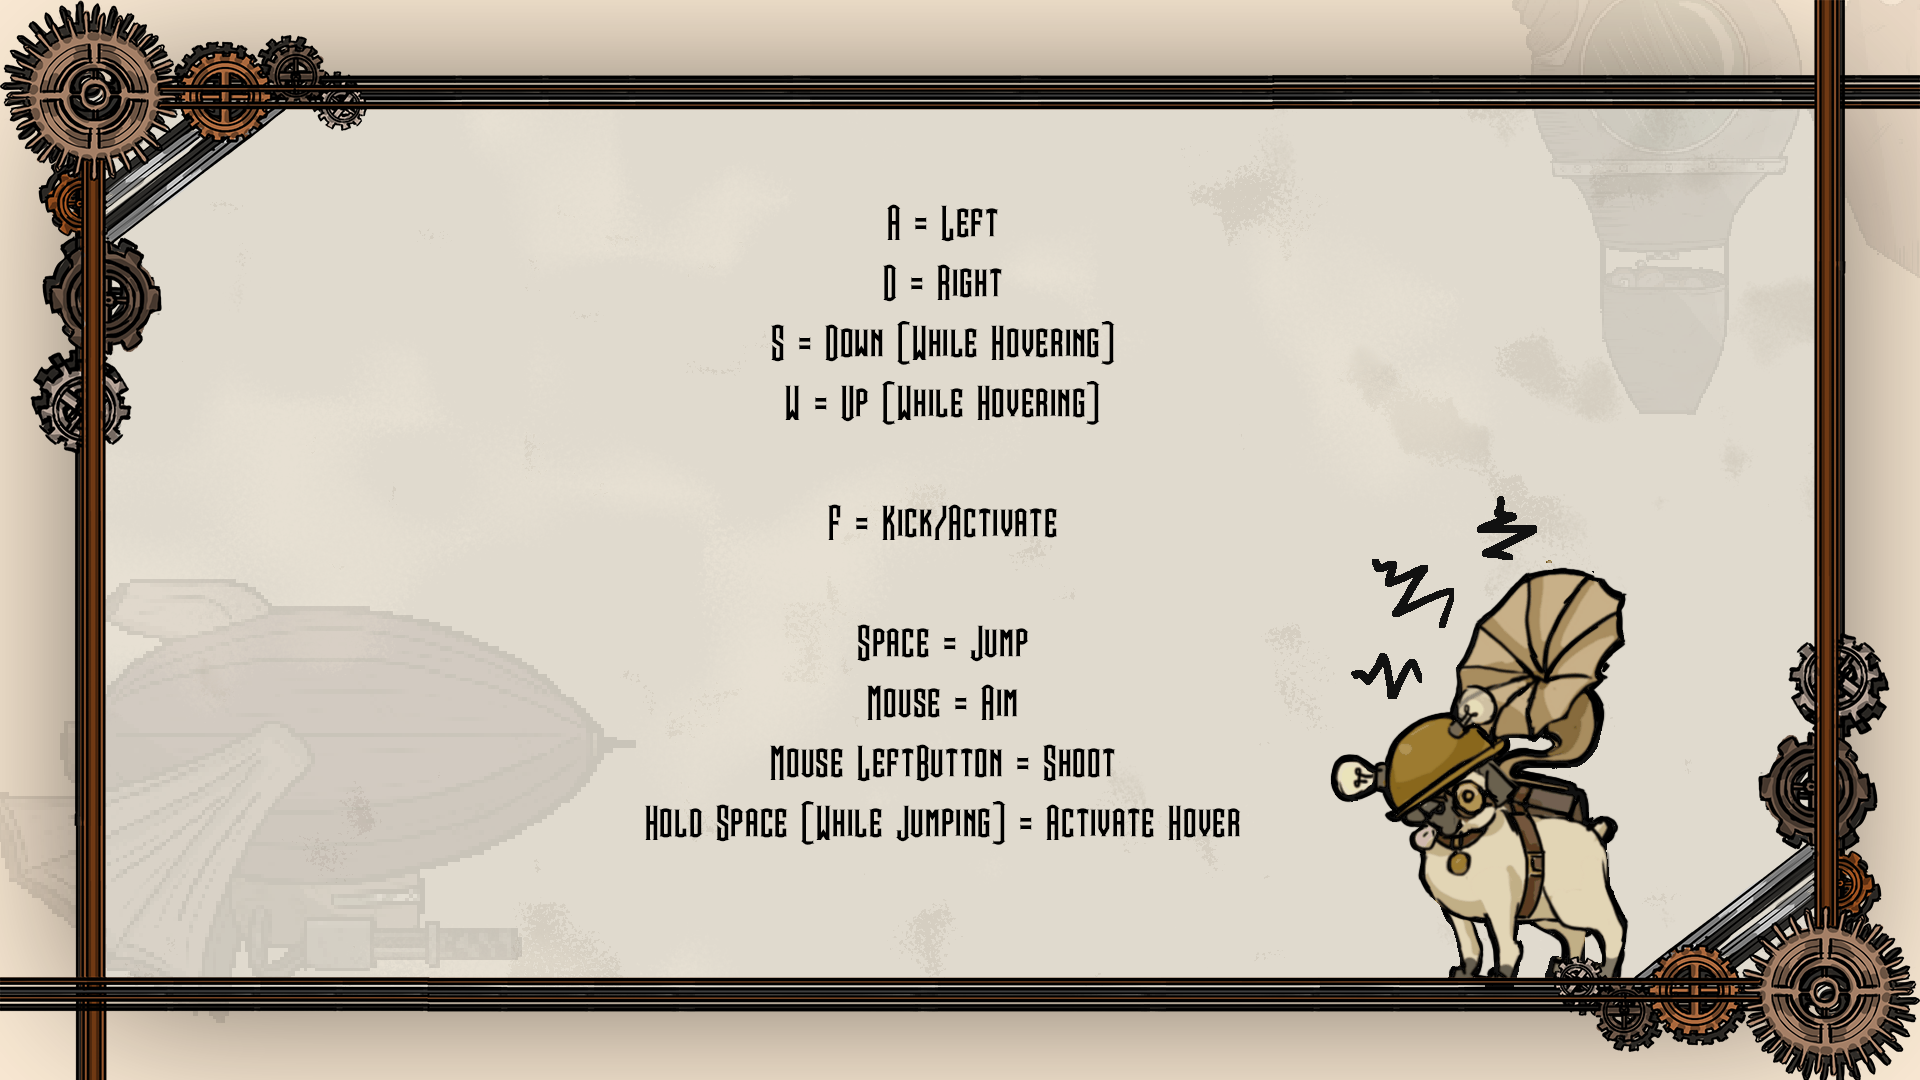 A = Left
D = Right
S = Down (While Hovering)
W = Up (While Hovering)
F = Kick/Activate
Space = Jump
Mouse = Aim
Mouse LeftButton = Shoot
Hold Space (While Jumping) = Activate Hover